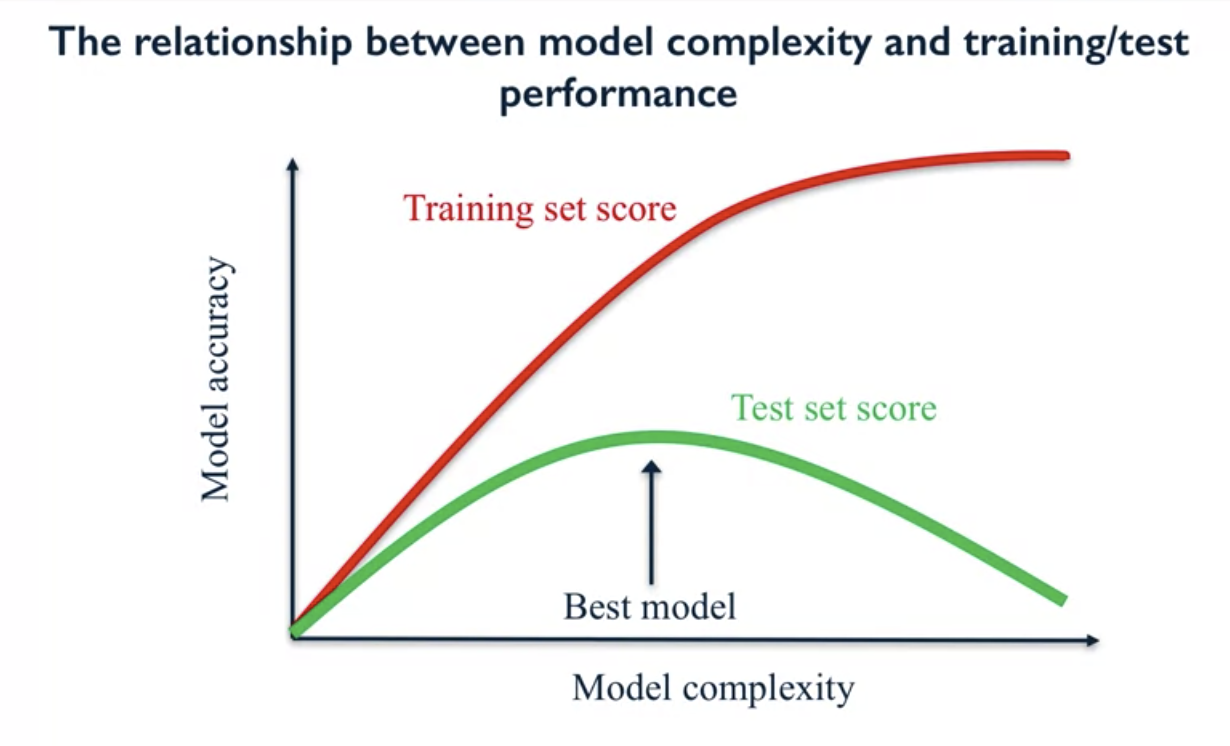 The relationship between model complexity and training/test
performance
Training set score
Model accuracy
Test set score
Best model
Model complexity